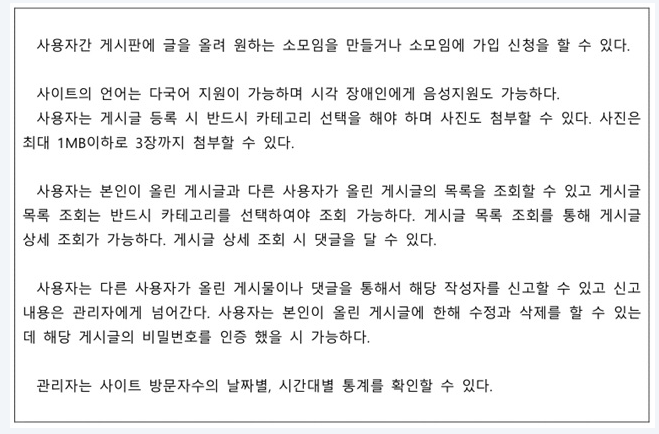 사용자간 게시판에 글을 올려 원하는 소모임을 만들거나 소모임에 가입 신청을 할 수 있다.
사이트의 언어는 다국어 지원이 가능하며 시각 장애인에게 음성지원도 가능하다.
사용자는 게시글 등록 시 반드시 카테고리 선택을 해야 하며 사진도 첨부할 수 있다. 사진은
최대 1MB이하로 3장까지 첨부할 수 있다.
사용자는 본인이 올린 게시글과 다른 사용자가 올린 게시글의 목록을 조회할 수 있고 게시글
목록 조회는 반드시 카테고리를 선택하여야 조회 가능하다. 게시글 목록 조회를 통해 게시글
상세 조회가 가능하다. 게시글 상세 조회 시 댓글을 달 수 있다.
사용자는 다른 사용자가 올린 게시물이나 댓글을 통해서 해당 작성자를 신고할 수 있고 신고
내용은 관리자에게 넘어간다. 사용자는 본인이 올린 게시글에 한해 수정과 삭제를 할 수 있는
데 해당 게시글의 비밀번호를 인증 했을 시 가능하다.
관리자는 사이트 방문자수의 날짜별, 시간대별 통계를 확인할 수 있다.